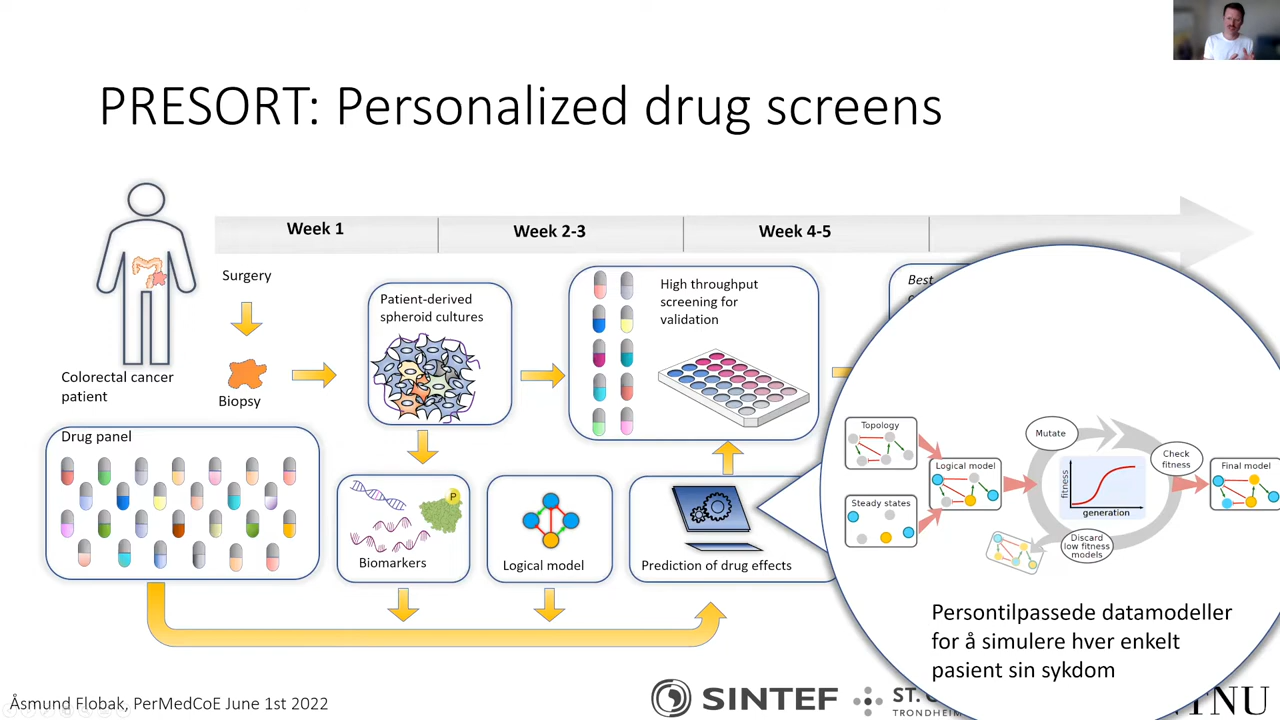 PRESORT: Personalized drug screens
Week 1
Week 2-3
Week 4-5
Surgery
Biopsy
Colorectal cancer
patient
Patient-derived
spheroid cultures
High throughput
screening for
validation
Best
Drug panel
P
Biomarkers
Logical model
Prediction of drug effects
Topology
Steady states
Logical model
Mutate
Check
fitness
fitness
generation
Discard
low fitness
models
Final model
Persontilpassede datamodeller
for å simulere hver enkelt
pasient sin sykdom
Åsmund Flobak, PerMedCoE June 1st 2022
SINTEF
ST.
TRONDHEIM
NTNU